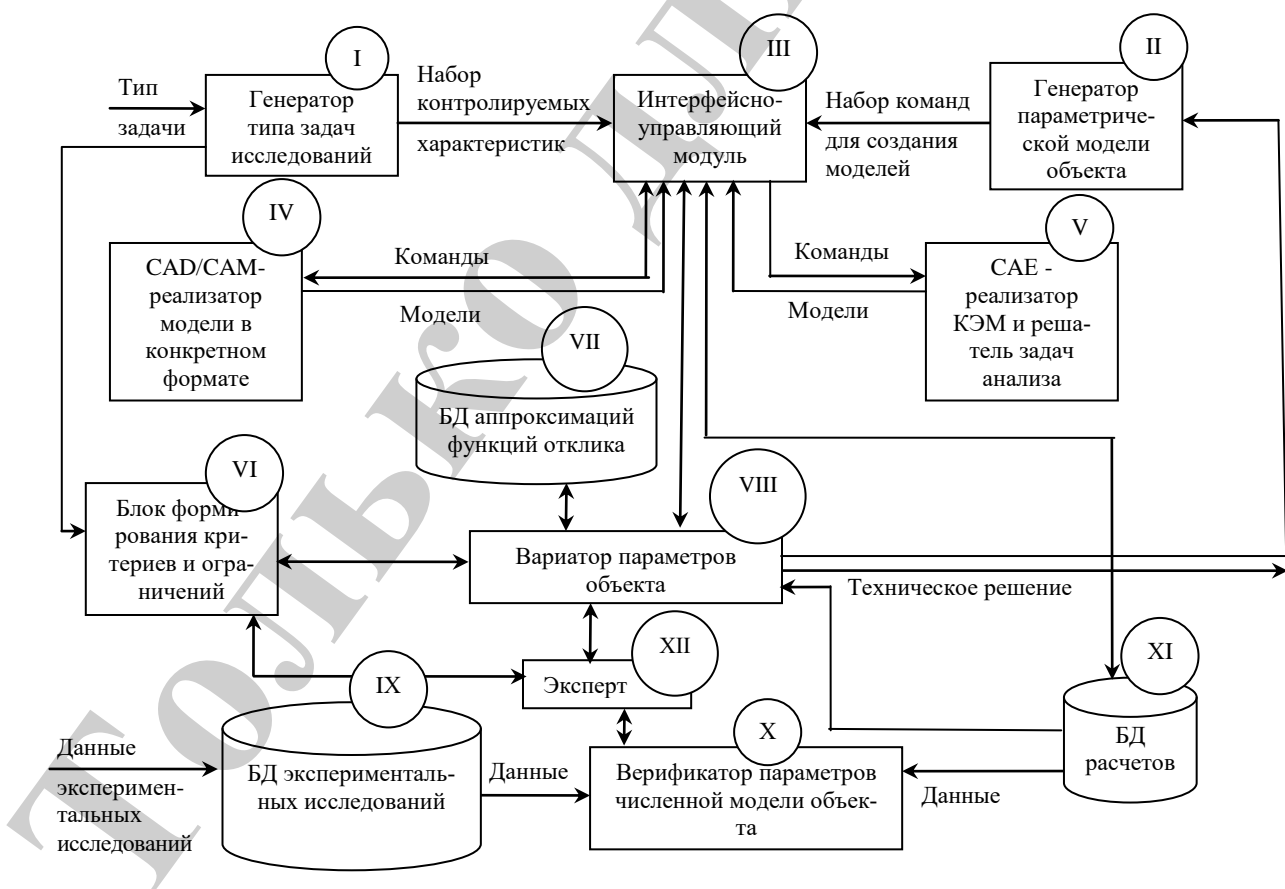 I
III
II
Тип
задачи
Генератор
типа задач
исследований
Набор
контролируемых
характеристик
Интерфейсно-
управляющий
модуль
Набор команд
для создания
моделей
Генератор
параметриче-
ской модели
объекта
IV
V
CAD/CAM-
реализатор
модели в
конкретном
формате
Команды
Модели
Команды
Модели
CAE -
реализатор
КЭМ и реша-
тель задач
анализа
VII
БД аппроксимаций
функций отклика
VI
VIII
Блок форми
рования кри-
териев и огра-
ничений
Вариатор параметров
объекта
Техническое решение
XII
XI
Эксперт
IX
X
Данные
эксперимен-
тальных
исследований
БД эксперименталь-
ных исследований
Данные
Верификатор параметров
численной модели объек-
та
Данные
БД
расчетов
Только дл